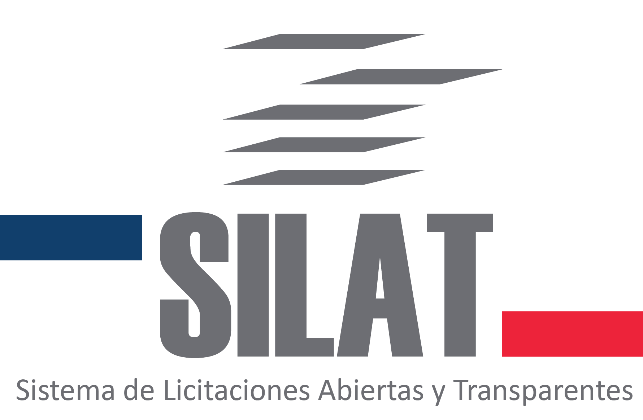 SILAT
Sistema de Licitaciones Abiertas y Transparentes